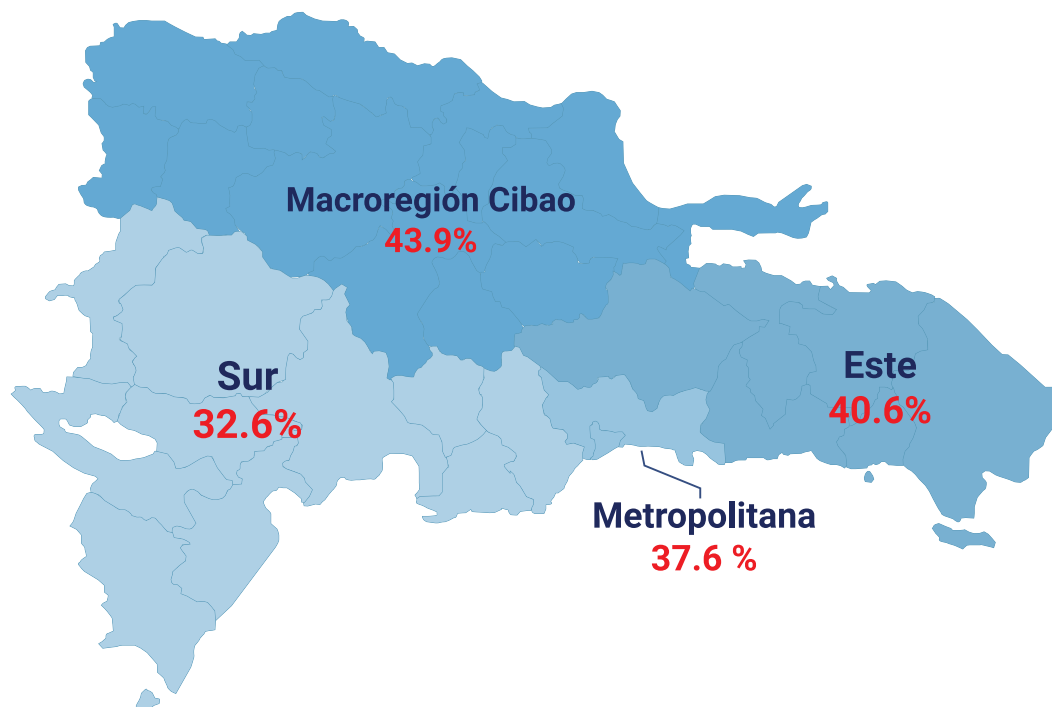 Macroregión Cibao
43.9%
Sur
32.6%
Este
40.6%
Metropolitana
37.6 %